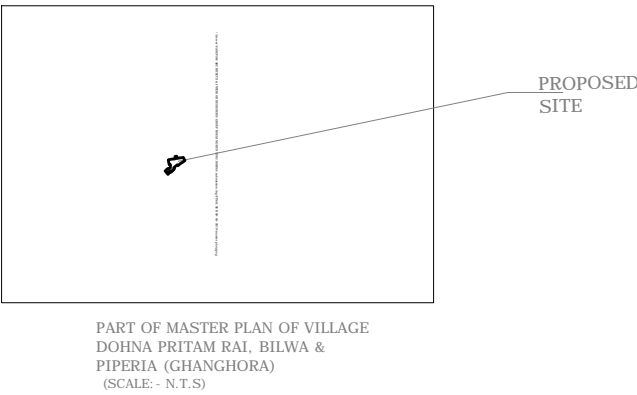 PROPOSED
SITE
PART OF MASTER PLAN OF VILLAGE
DOHNA PRITAM RAI, BILWA &
PIPERIA (GHANGHORA)
(SCALE:- N.T.S)